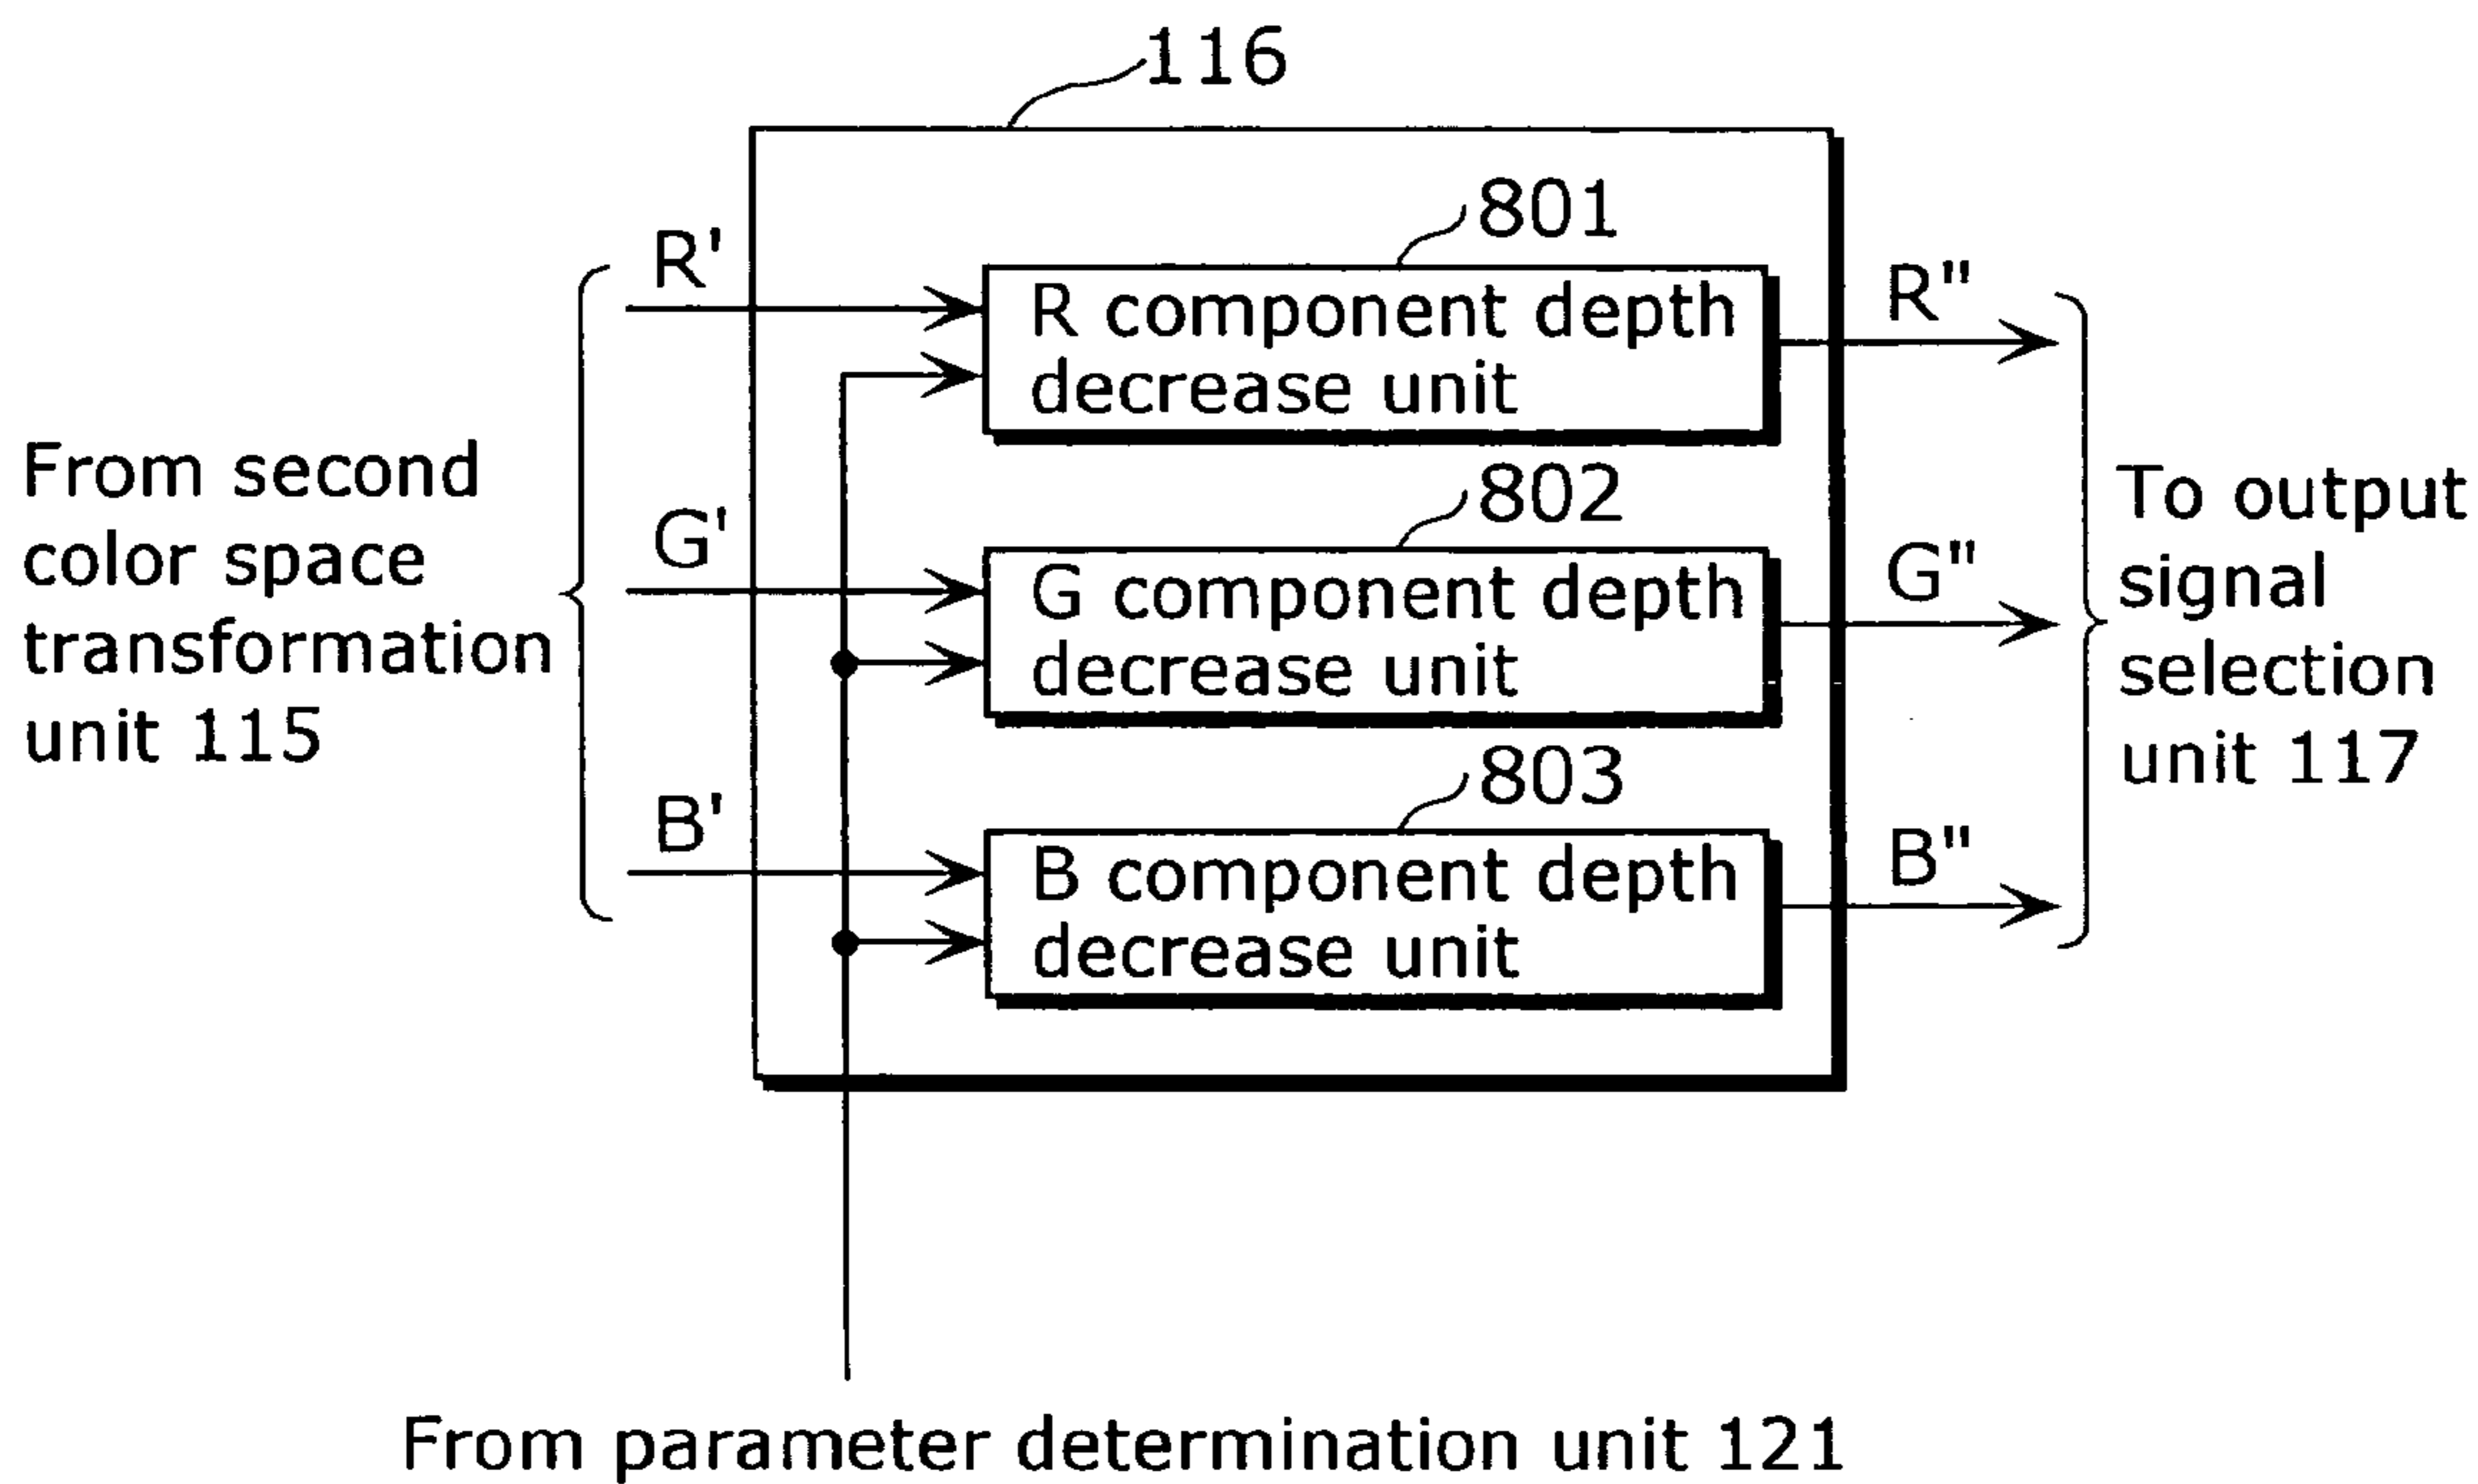 116
801
R'
R component depth
decrease unit
R"
From second
color space
transformation
unit 115
802
G'
G component depth
decrease unit
G"
To output
signal
selection
unit 117
803
B'
B component depth
decrease unit
B"
From parameter determination unit 121